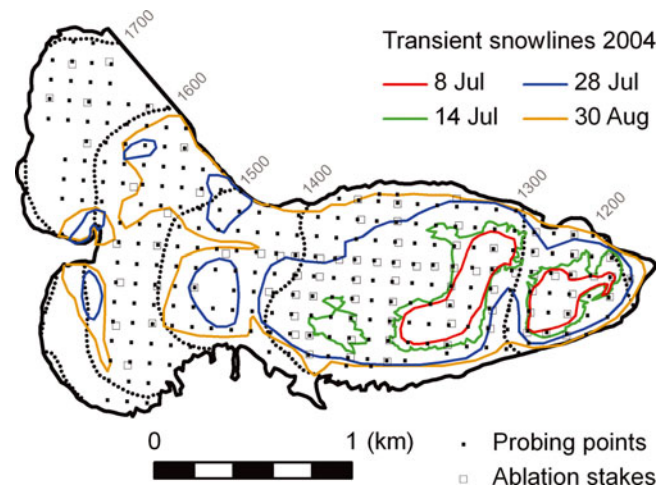 Transient snowlines 2004
8 Jul
28 Jul
14 Jul
30 Aug
1700
1600
1500
1400
1300
1200
0
1 (km)
Probing points
Ablation stakes